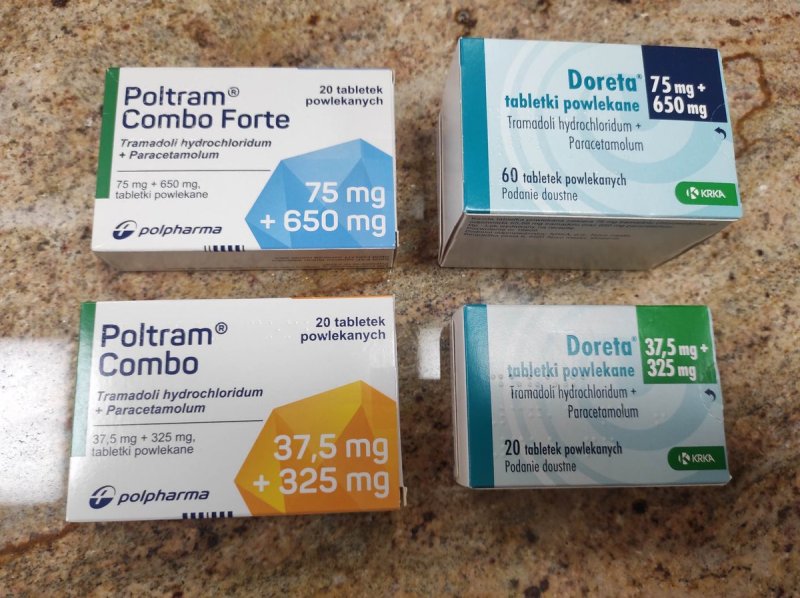 Poltram®
Combo Forte
20 tabletek
powlekanych
Tramadoli hydrochloridum
+ Paracetamolum
75 mg + 650 mg,
tabletki powlekane
75 mg
+ 650 mg
polpharma
Doreta®
tabletki powlekane
75 mg +
650 mg
Tramadoli hydrochloridum +
Paracetamolum
60 tabletek powlekanych
Podanie doustne
KRKA
Poltram®
Combo
20 tabletek
powlekanych
Tramadoli hydrochloridum
+ Paracetamolum
37,5 mg + 325 mg,
tabletki powlekane
37,5 mg
+ 325 mg
polpharma
Doreta®
tabletki powlekane
37,5 mg +
325 mg
Tramadoli hydrochloridum +
Paracetamolum
20 tabletek powlekanych
Podanie doustne
KRKA